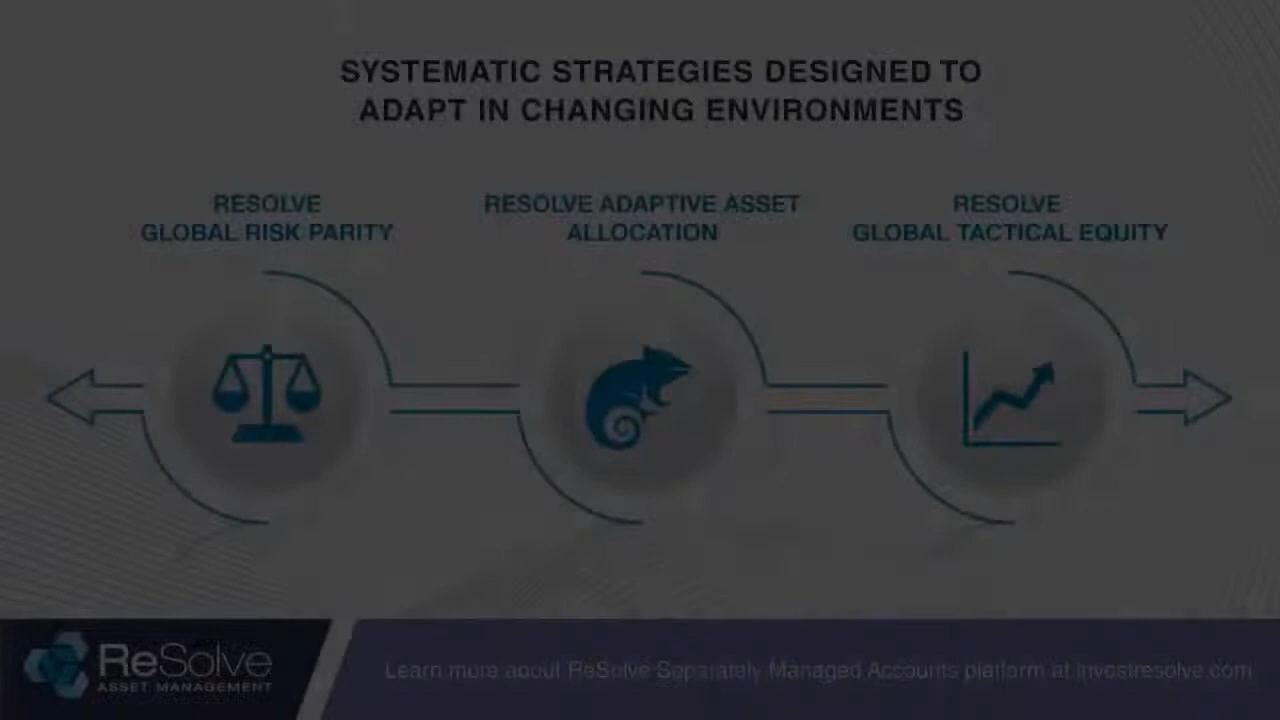 SYSTEMATIC STRATEGIES DESIGNED TO
ADAPT IN CHANGING ENVIRONMENTS
RESOLVE
GLOBAL RISK PARITY
RESOLVE ADAPTIVE ASSET
ALLOCATION
RESOLVE
GLOBAL TACTICAL EQUITY
ReSolve
ASSET MANAGEMENT
Learn more about ReSolve Separately Managed Accounts platform at investresolve.com